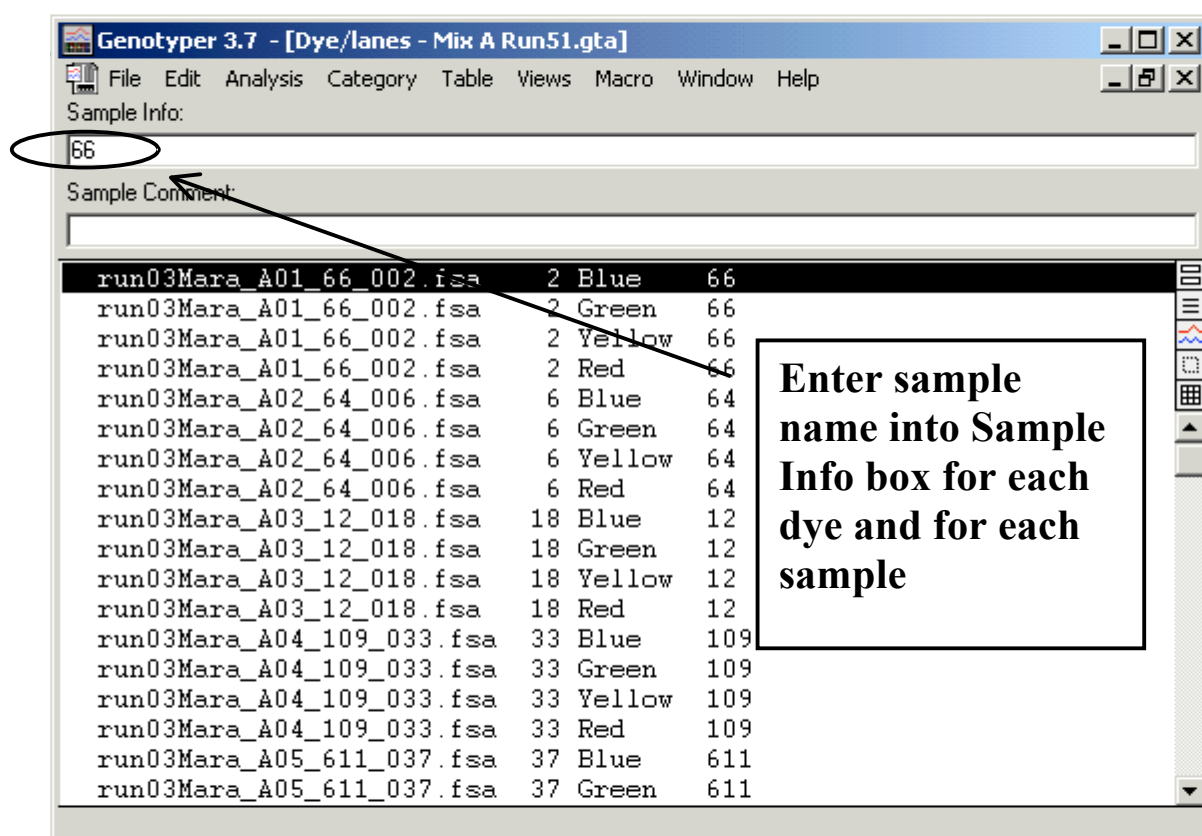 Genotyper 3.7 - [Dye/lanes - Mix A Run51.gta]
File Edit Analysis Category Table Views Macro Window Help
Sample Info:
66
Sample Comment:
run03Mara_A01_66_002.fsa 2 Blue 66
run03Mara_A01_66_002.fsa 2 Green 66
run03Mara_A01_66_002.fsa 2 Yellow 66
run03Mara_A01_66_002.fsa 2 Red 66
run03Mara_A02_64_006.fsa 6 Blue 64
run03Mara_A02_64_006.fsa 6 Green 64
run03Mara_A02_64_006.fsa 6 Yellow 64
run03Mara_A02_64_006.fsa 6 Red 64
run03Mara_A03_12_018.fsa 18 Blue 12
run03Mara_A03_12_018.fsa 18 Green 12
run03Mara_A03_12_018.fsa 18 Yellow 12
run03Mara_A03_12_018.fsa 18 Red 12
run03Mara_A04_109_033.fsa 33 Blue 109
run03Mara_A04_109_033.fsa 33 Green 109
run03Mara_A04_109_033.fsa 33 Yellow 109
run03Mara_A04_109_033.fsa 33 Red 109
run03Mara_A05_611_037.fsa 37 Blue 611
run03Mara_A05_611_037.fsa 37 Green 611
Enter sample
name into Sample
Info box for each
dye and for each
sample